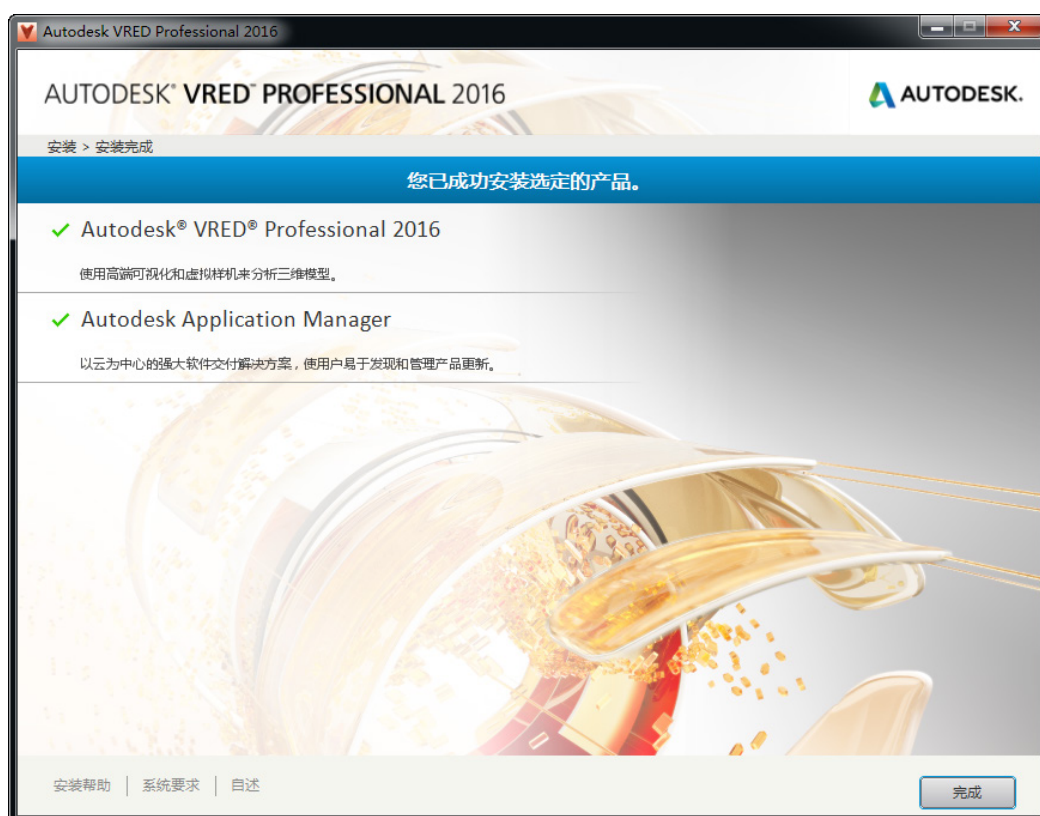 Autodesk VRED Professional 2016
AUTODESK® VRED™ PROFESSIONAL 2016
AUTODESK.
安装 > 安装完成
您已成功安装选定的产品。
Autodesk® VRED® Professional 2016
使用高端可视化和虚拟样机来分析三维模型。
Autodesk Application Manager
以云为中心的强大软件交付解决方案，使用户易于发现和管理产品更新。
安装帮助 | 系统要求 | 自述
完成